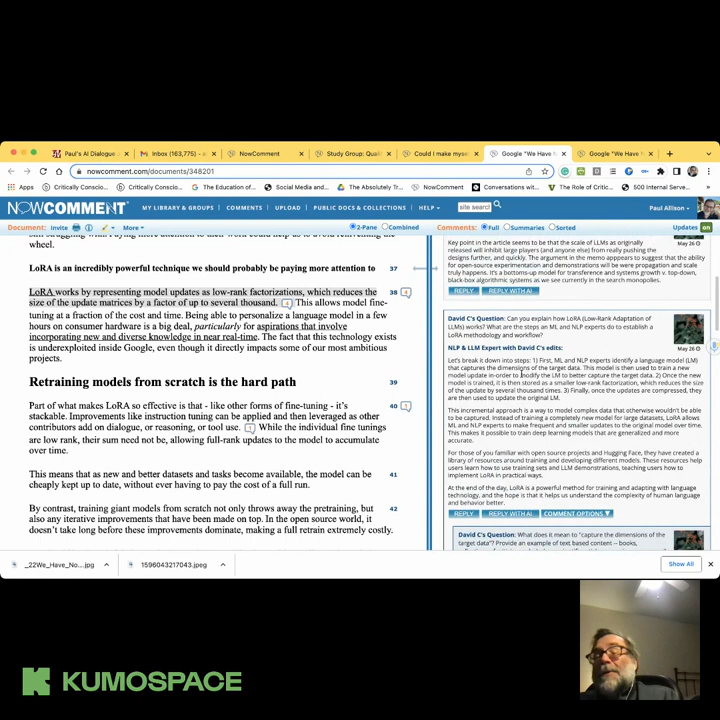 Paul's AI Dialogue
Inbox (163,775) -
NowComment
Study Group: Quali
Could I make myse
Google "We Have N
Google "We Have N
nowcomment.com/documents/348201
Apps
Critically Conscio...
Critically Conscio...
The Education of...
Social Media and...
The Absolutely Tr...
NowComment
Conversations wit...
The Role of Critic...
500 Internal Serve...
NOWCOMMENT
MY LIBRARY & GROUPS
COMMENTS
UPLOAD
PUBLIC DOCS & COLLECTIONS
HELP
site search
Paul Allison
Document: Invite
More
2-Pane
Combined
Comments: Full
Summaries
Sorted
Updates on
wheel.
LoRA is an incredibly powerful technique we should probably be paying more attention to 37
LoRA works by representing model updates as low-rank factorizations, which reduces the 38
size of the update matrices by a factor of up to several thousand. This allows model fine-
tuning at a fraction of the cost and time. Being able to personalize a language model in a few
hours on consumer hardware is a big deal, particularly for aspirations that involve
incorporating new and diverse knowledge in near real-time. The fact that this technology exists
is underexploited inside Google, even though it directly impacts some of our most ambitious
projects.
Retraining models from scratch is the hard path 39
Part of what makes LoRA so effective is that - like other forms of fine-tuning - it's 40
stackable. Improvements like instruction tuning can be applied and then leveraged as other
contributors add on dialogue, or reasoning, or tool use. While the individual fine tunings
are low rank, their sum need not be, allowing full-rank updates to the model to accumulate
over time.
This means that as new and better datasets and tasks become available, the model can be 41
cheaply kept up to date, without ever having to pay the cost of a full run.
By contrast, training giant models from scratch not only throws away the pretraining, but 42
also any iterative improvements that have been made on top. In the open source world, it
doesn't take long before these improvements dominate, making a full retrain extremely costly.
Key point in the article seems to be that the scale of LLMs as originally
released will inhibit large players (and anyone else) from really pushing the
designs further, and quickly. The argument in the memo apppears to suggest that the ability
for open-source experimentation and demonstrations will be more propogation and scale
truly happens. It's a bottoms-up model for transference and systems growth v. top-down,
black-box algorithmic systems as we see currently in the search monopolies.
May 26
REPLY
REPLY WITH AI
David C's Question: Can you explain how LoRA (Low-Rank Adaptation of
LLMs) works? What are the steps an ML and NLP experts do to establish a
LoRA methodology and workflow?
May 26
NLP & LLM Expert with David C's edits:
Let's break it down into steps: 1) First, ML and NLP experts identify a language model (LM)
that captures the dimensions of the target data. This model is then used to train a new
model update in-order to modify the LM to better capture the target data. 2) Once the new
model is trained, it is then stored as a smaller low-rank factorization, which reduces the size
of the update by several thousand times. 3) Finally, once the updates are compressed, they
are then used to update the original LM.
This incremental approach is a way to model complex data that otherwise wouldn't be able
to be captured. Instead of training a completely new model for large datasets, LoRA allows
ML and NLP experts to make frequent and smaller updates to the original model over time.
This makes it possible to train deep learning models that are generalized and more
accurate.
For those of you familiar with open source projects and Hugging Face, they have created a
library of resources around training and developing different models. These resources help
users learn how to use training sets and LLM demonstrations, teaching users how to
implement LoRA in practical ways.
At the end of the day, LoRA is a powerful method for training and adapting with language
technology, and the hope is that it helps us understand the complexity of human language
and behavior better.
REPLY
REPLY WITH AI
COMMENT OPTIONS
David C's Question: What does it mean to "capture the dimensions of the
target data"? Provide an example of text based content -- books,
_22We_Have_No....jpg
1596043217043.jpeg
Show All
KUMOSPACE